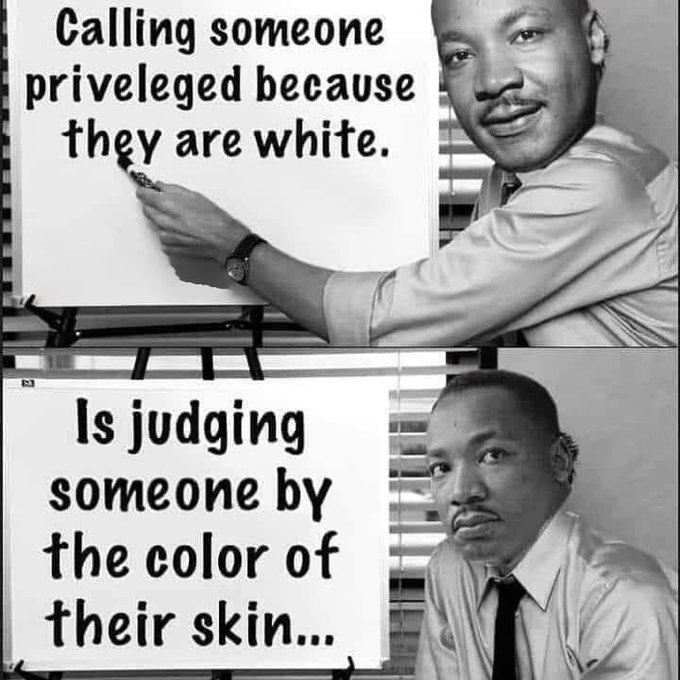 Calling someone
priveleged because
they are white.
Is judging
someone by
the color of
their skin...